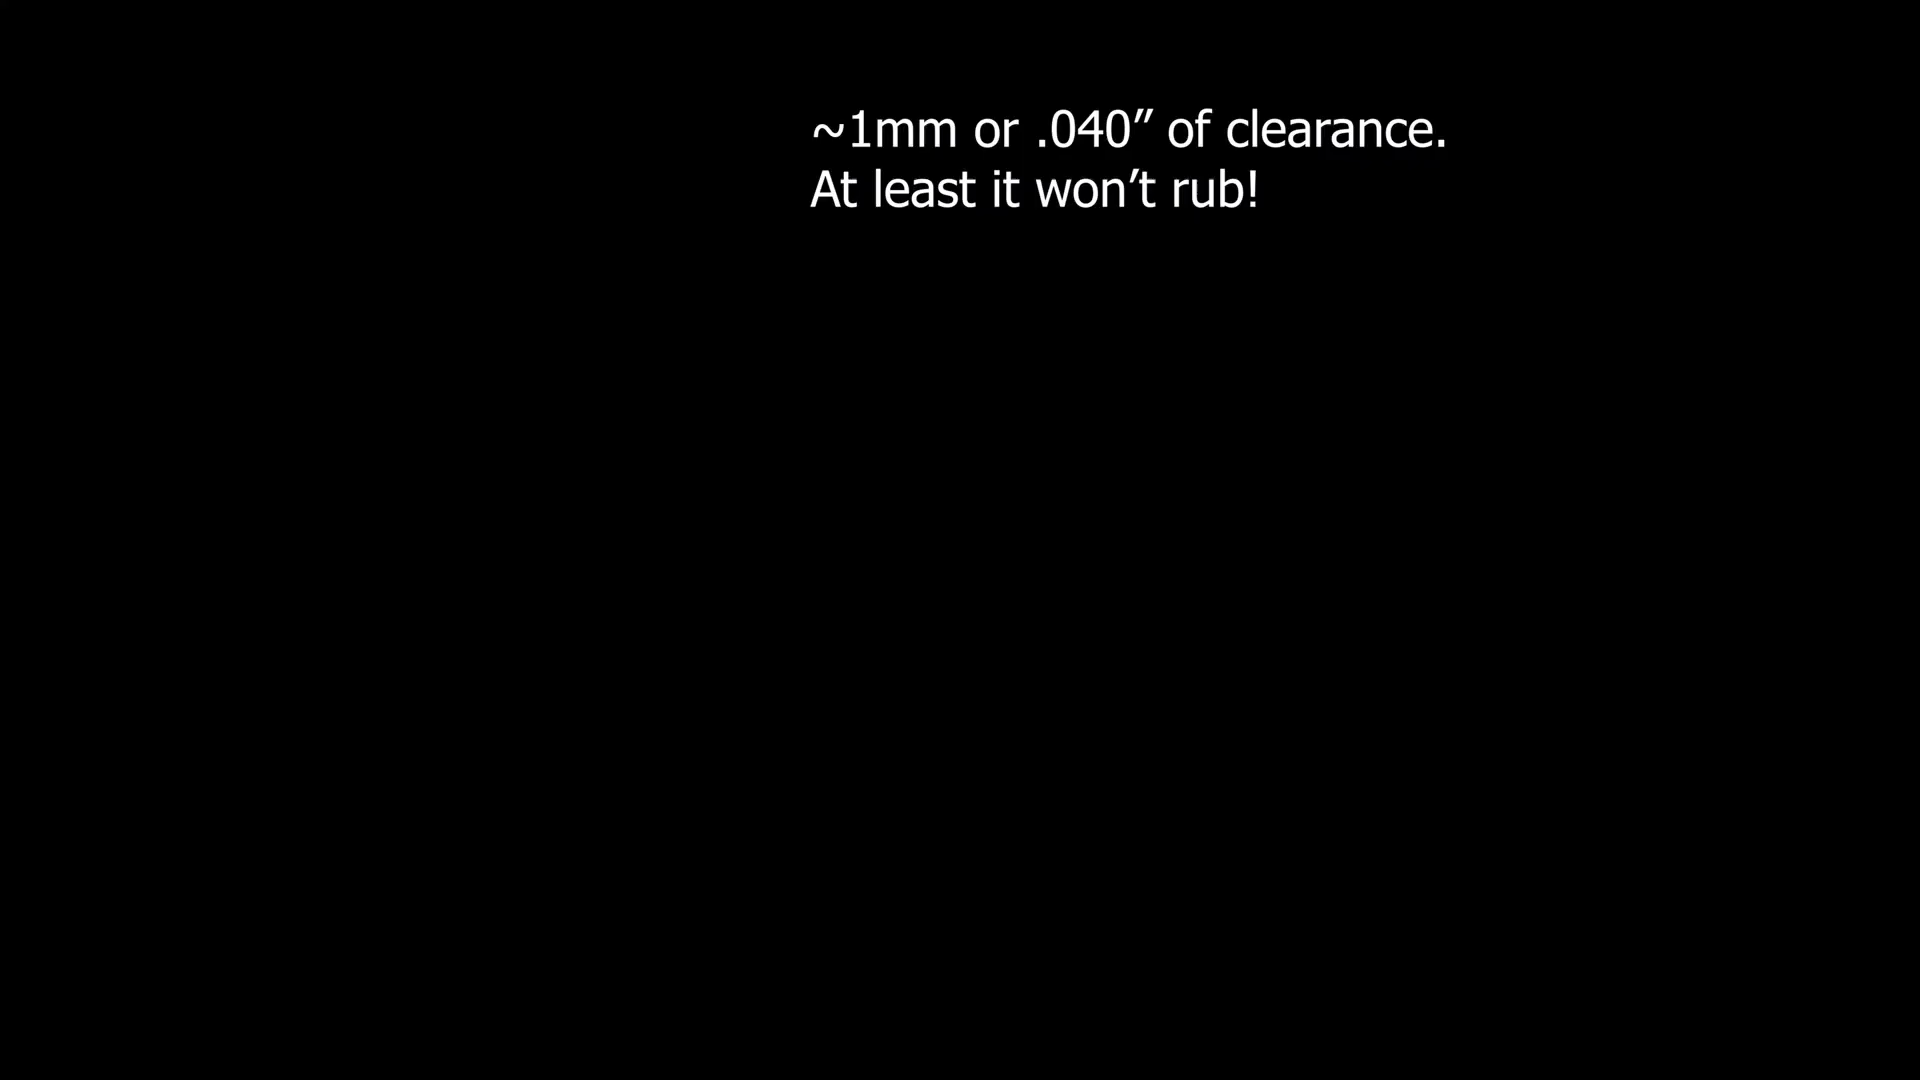 ~1mm or .040” of clearance.
At least it won’t rub!